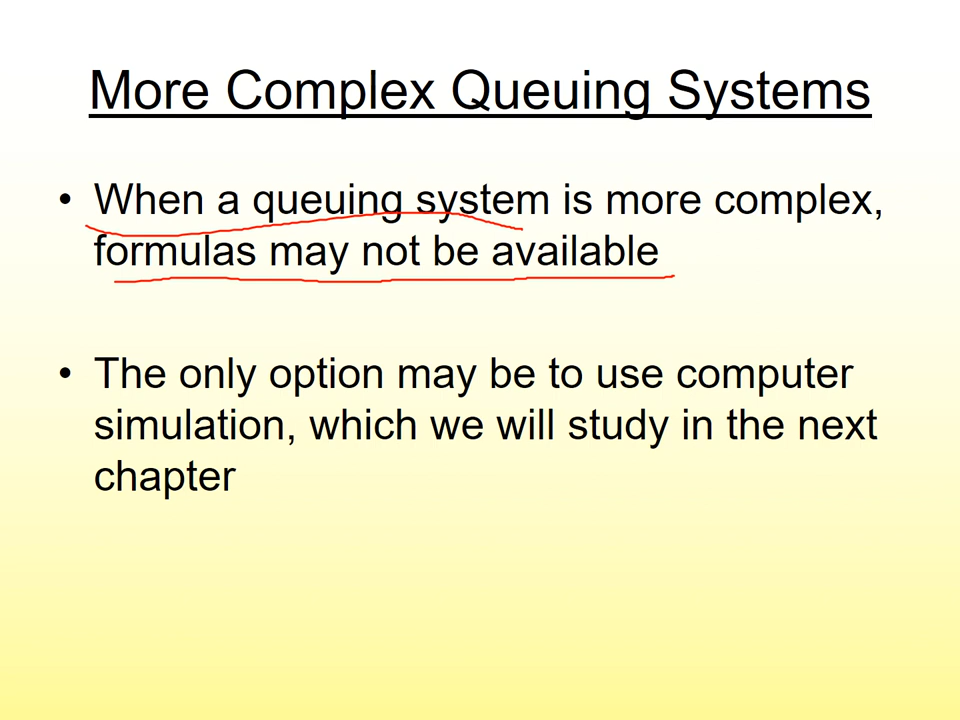 More Complex Queuing Systems
• When a queuing system is more complex,
formulas may not be available
• The only option may be to use computer
simulation, which we will study in the next
chapter